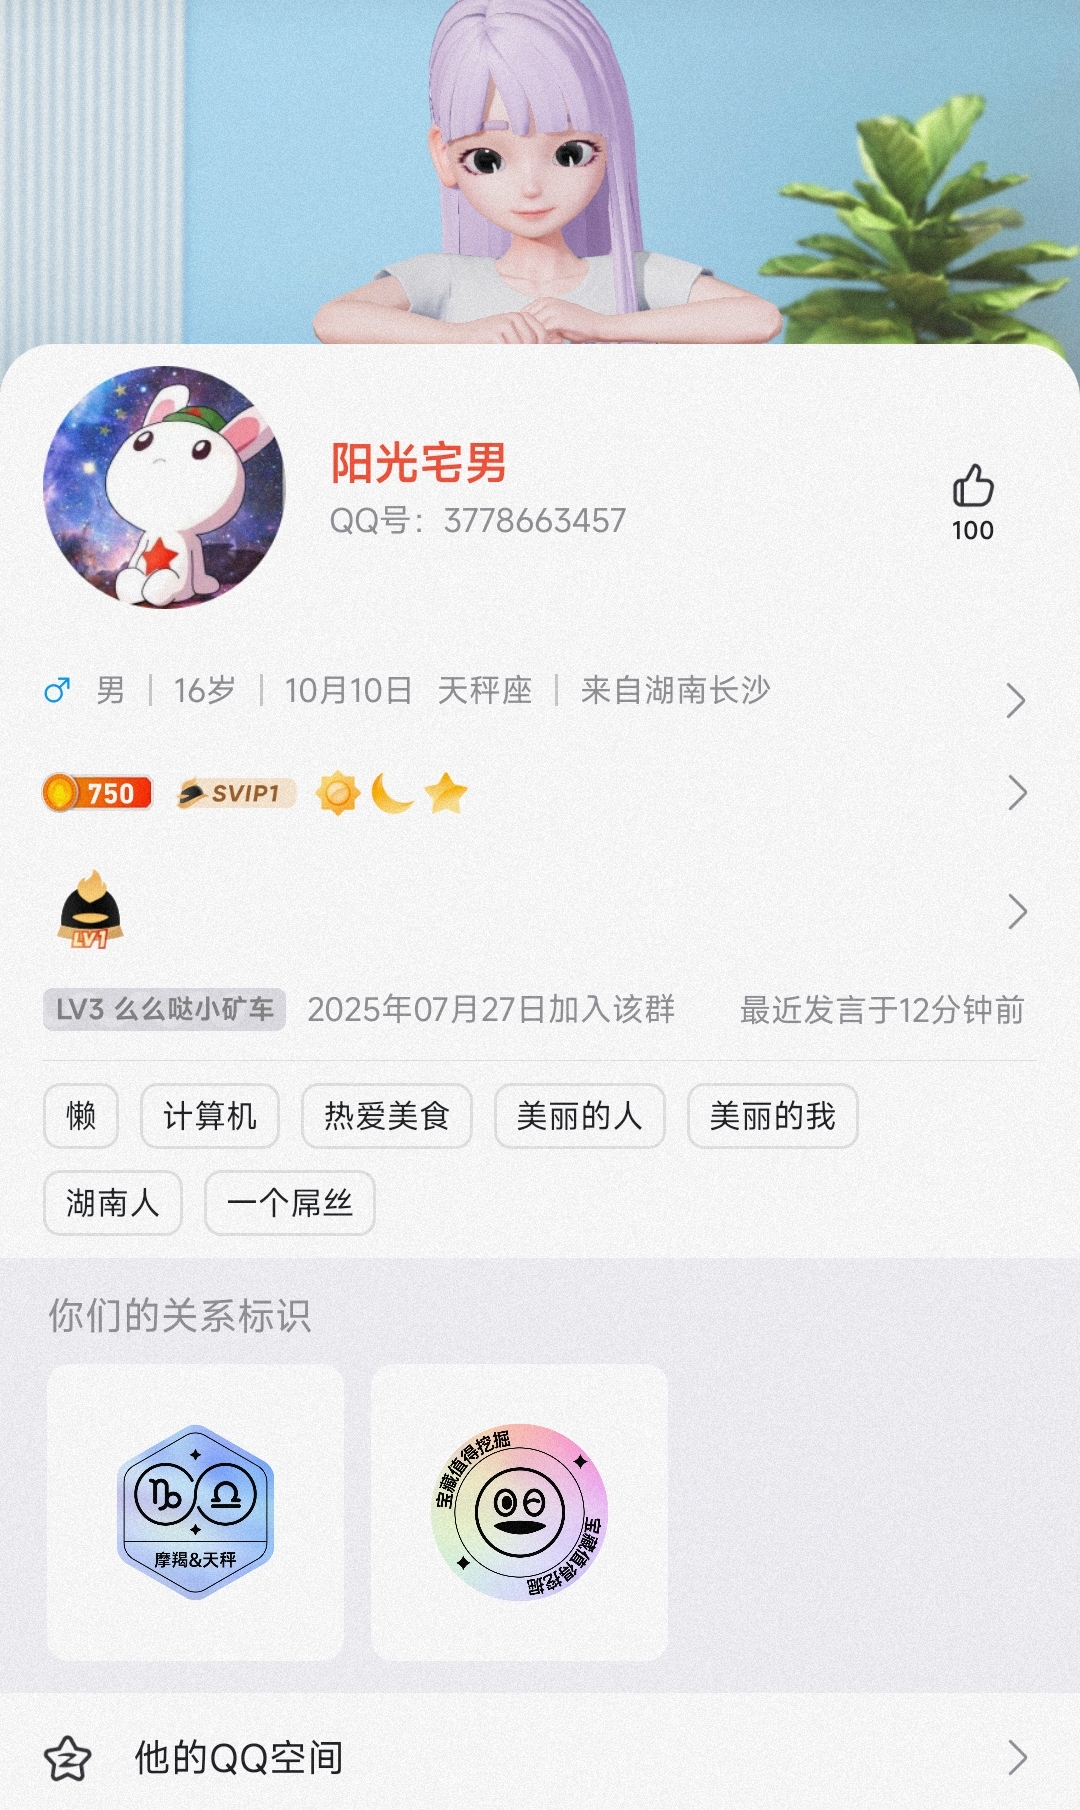 阳光宅男
QQ号：3778663457
100
男 | 16岁 | 10月10日 天秤座 | 来自湖南长沙
750 SVIP1
LV1
LV3 么么哒小矿车 2025年07月27日加入该群 最近发言于12分钟前
懒 计算机 热爱美食 美丽的人 美丽的我
湖南人 一个屌丝
你们的关系标识
摩羯&天秤
宝藏值得挖掘
宝藏值得挖掘
他的QQ空间